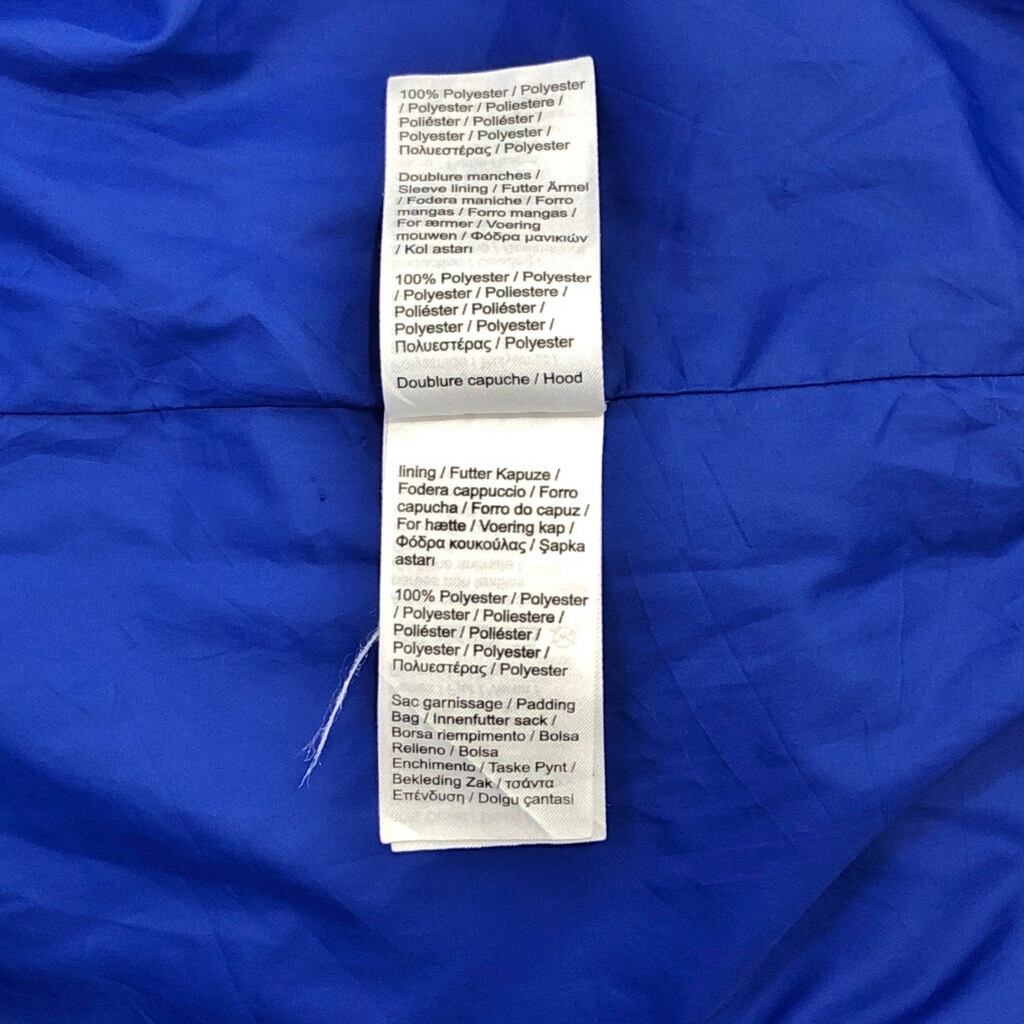 100% Polyester / Polyester
/ Polyester / Poliestere /
Poliéster / Poliéster /
Polyester / Polyester /
Πολυεστέρας / Polyester
Doublure manches /
Sleeve lining / Futter Ärmel
/ Fodera maniche / Forro
mangas / Forro mangas /
For ærmer / Voering
mouwen / Φόδρα μανικιών
/ Kol astarı
100% Polyester / Polyester
/ Polyester / Poliestere /
Poliéster / Poliéster /
Polyester / Polyester /
Πολυεστέρας / Polyester
Doublure capuche / Hood
lining / Futter Kapuze /
Fodera cappuccio / Forro
capucha / Forro do capuz /
For hætte / Voering kap /
Φόδρα κουκούλας / Şapka
astarı
100% Polyester / Polyester
/ Polyester / Poliestere /
Poliéster / Poliéster /
Polyester / Polyester /
Πολυεστέρας / Polyester
Sac garnissage / Padding
Bag / Innenfutter sack /
Borsa riempimento / Bolsa
Relleno / Bolsa
Enchimento / Taske Pynt /
Bekleding Zak / τσάντα
Επένδυση / Dolgu çantasi